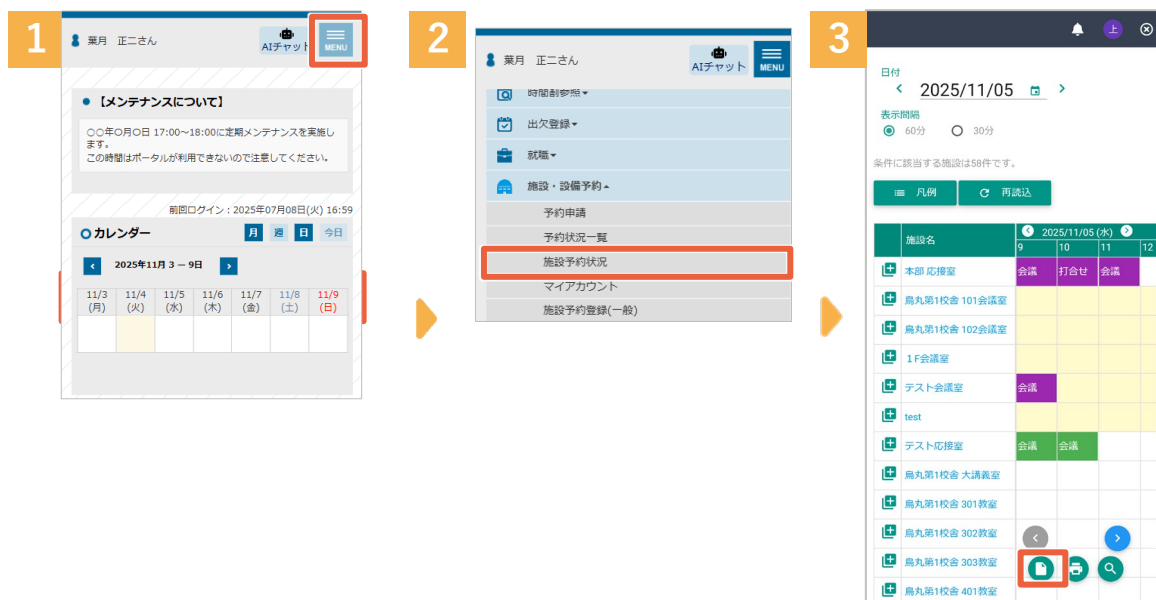 1
葉月 正二さん
AIチャット
MENU
【メンテナンスについて】
○○年○月○日 17:00～18:00に定期メンテナンスを実施し
ます。
この時間はポータルが利用できないので注意してください。
前回ログイン：2025年07月08日(火) 16:59
カレンダー
月 週 日 今日
2025年11月 3 － 9日
11/3 11/4 11/5 11/6 11/7 11/8 11/9
(月) (火) (水) (木) (金) (土) (日)
2
葉月 正二さん
AIチャット
MENU
時間割参照
出欠登録
就職
施設・設備予約
予約申請
予約状況一覧
施設予約状況
マイアカウント
施設予約登録(一般)
3
上
日付
2025/11/05
表示間隔
60分 30分
条件に該当する施設は58件です。
凡例 再読込
施設名
2025/11/05 (水)
9 10 11 12
本部 応接室 会議 打合せ 会議
烏丸第1校舎 101会議室
烏丸第1校舎 102会議室
１F会議室
テスト会議室 会議
test
テスト応接室 会議 会議
烏丸第1校舎 大講義室
烏丸第1校舎 301教室
烏丸第1校舎 302教室
烏丸第1校舎 303教室
烏丸第1校舎 401教室